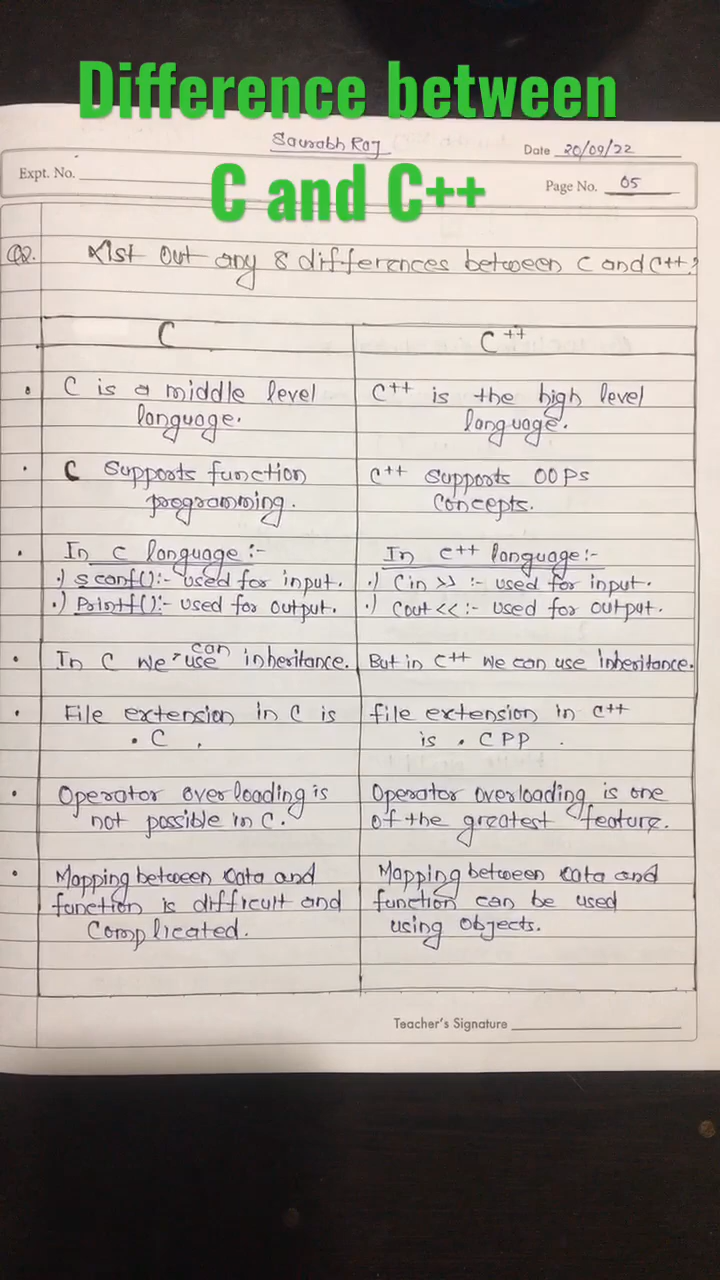 Difference between
C and C++
Saurabh Raj
Date 20/09/22
Expt. No.
Page No. 05
Q2. List out any 8 differences between C and C++?
C
C++
• C is a middle level
language.
C++ is the high level
language.
• C Supports function
programming.
C++ supports OOPs
Concepts.
• In C language :-
•) Scanf():- used for input.
•) Printf():- used for output.
In C++ language:-
•) Cin >> :- used for input.
•) Cout << :- used for output.
• In C we can use inheritance.
But in C++ we can use inheritance.
• File extension in C is
.C .
file extension in C++
is . CPP .
• Operator overloading is
not possible in C.
Operator overloading is one
of the greatest feature.
• Mapping between data and
function is difficult and
Complicated.
Mapping between data and
function can be used
using Objects.
Teacher's Signature